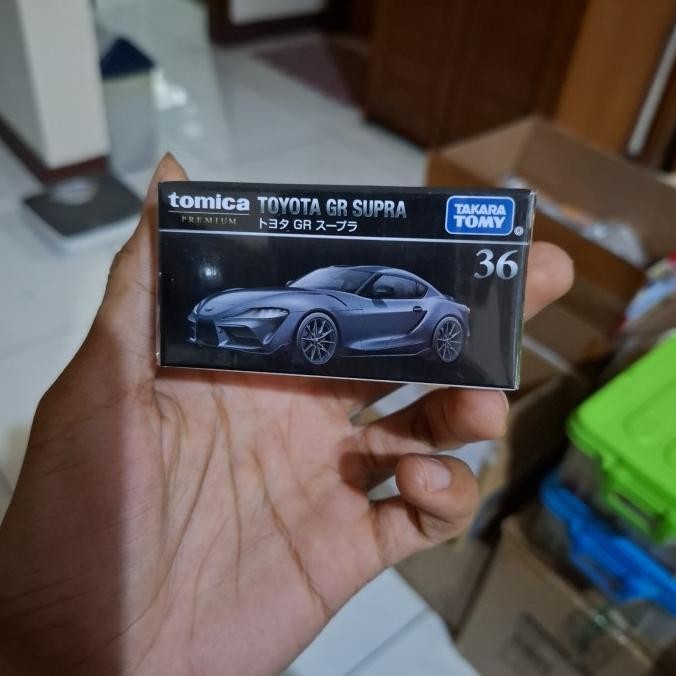 tomica TOYOTA GR SUPRA
PREMIUM トヨタ GR スープラ
TAKARA
TOMY
36